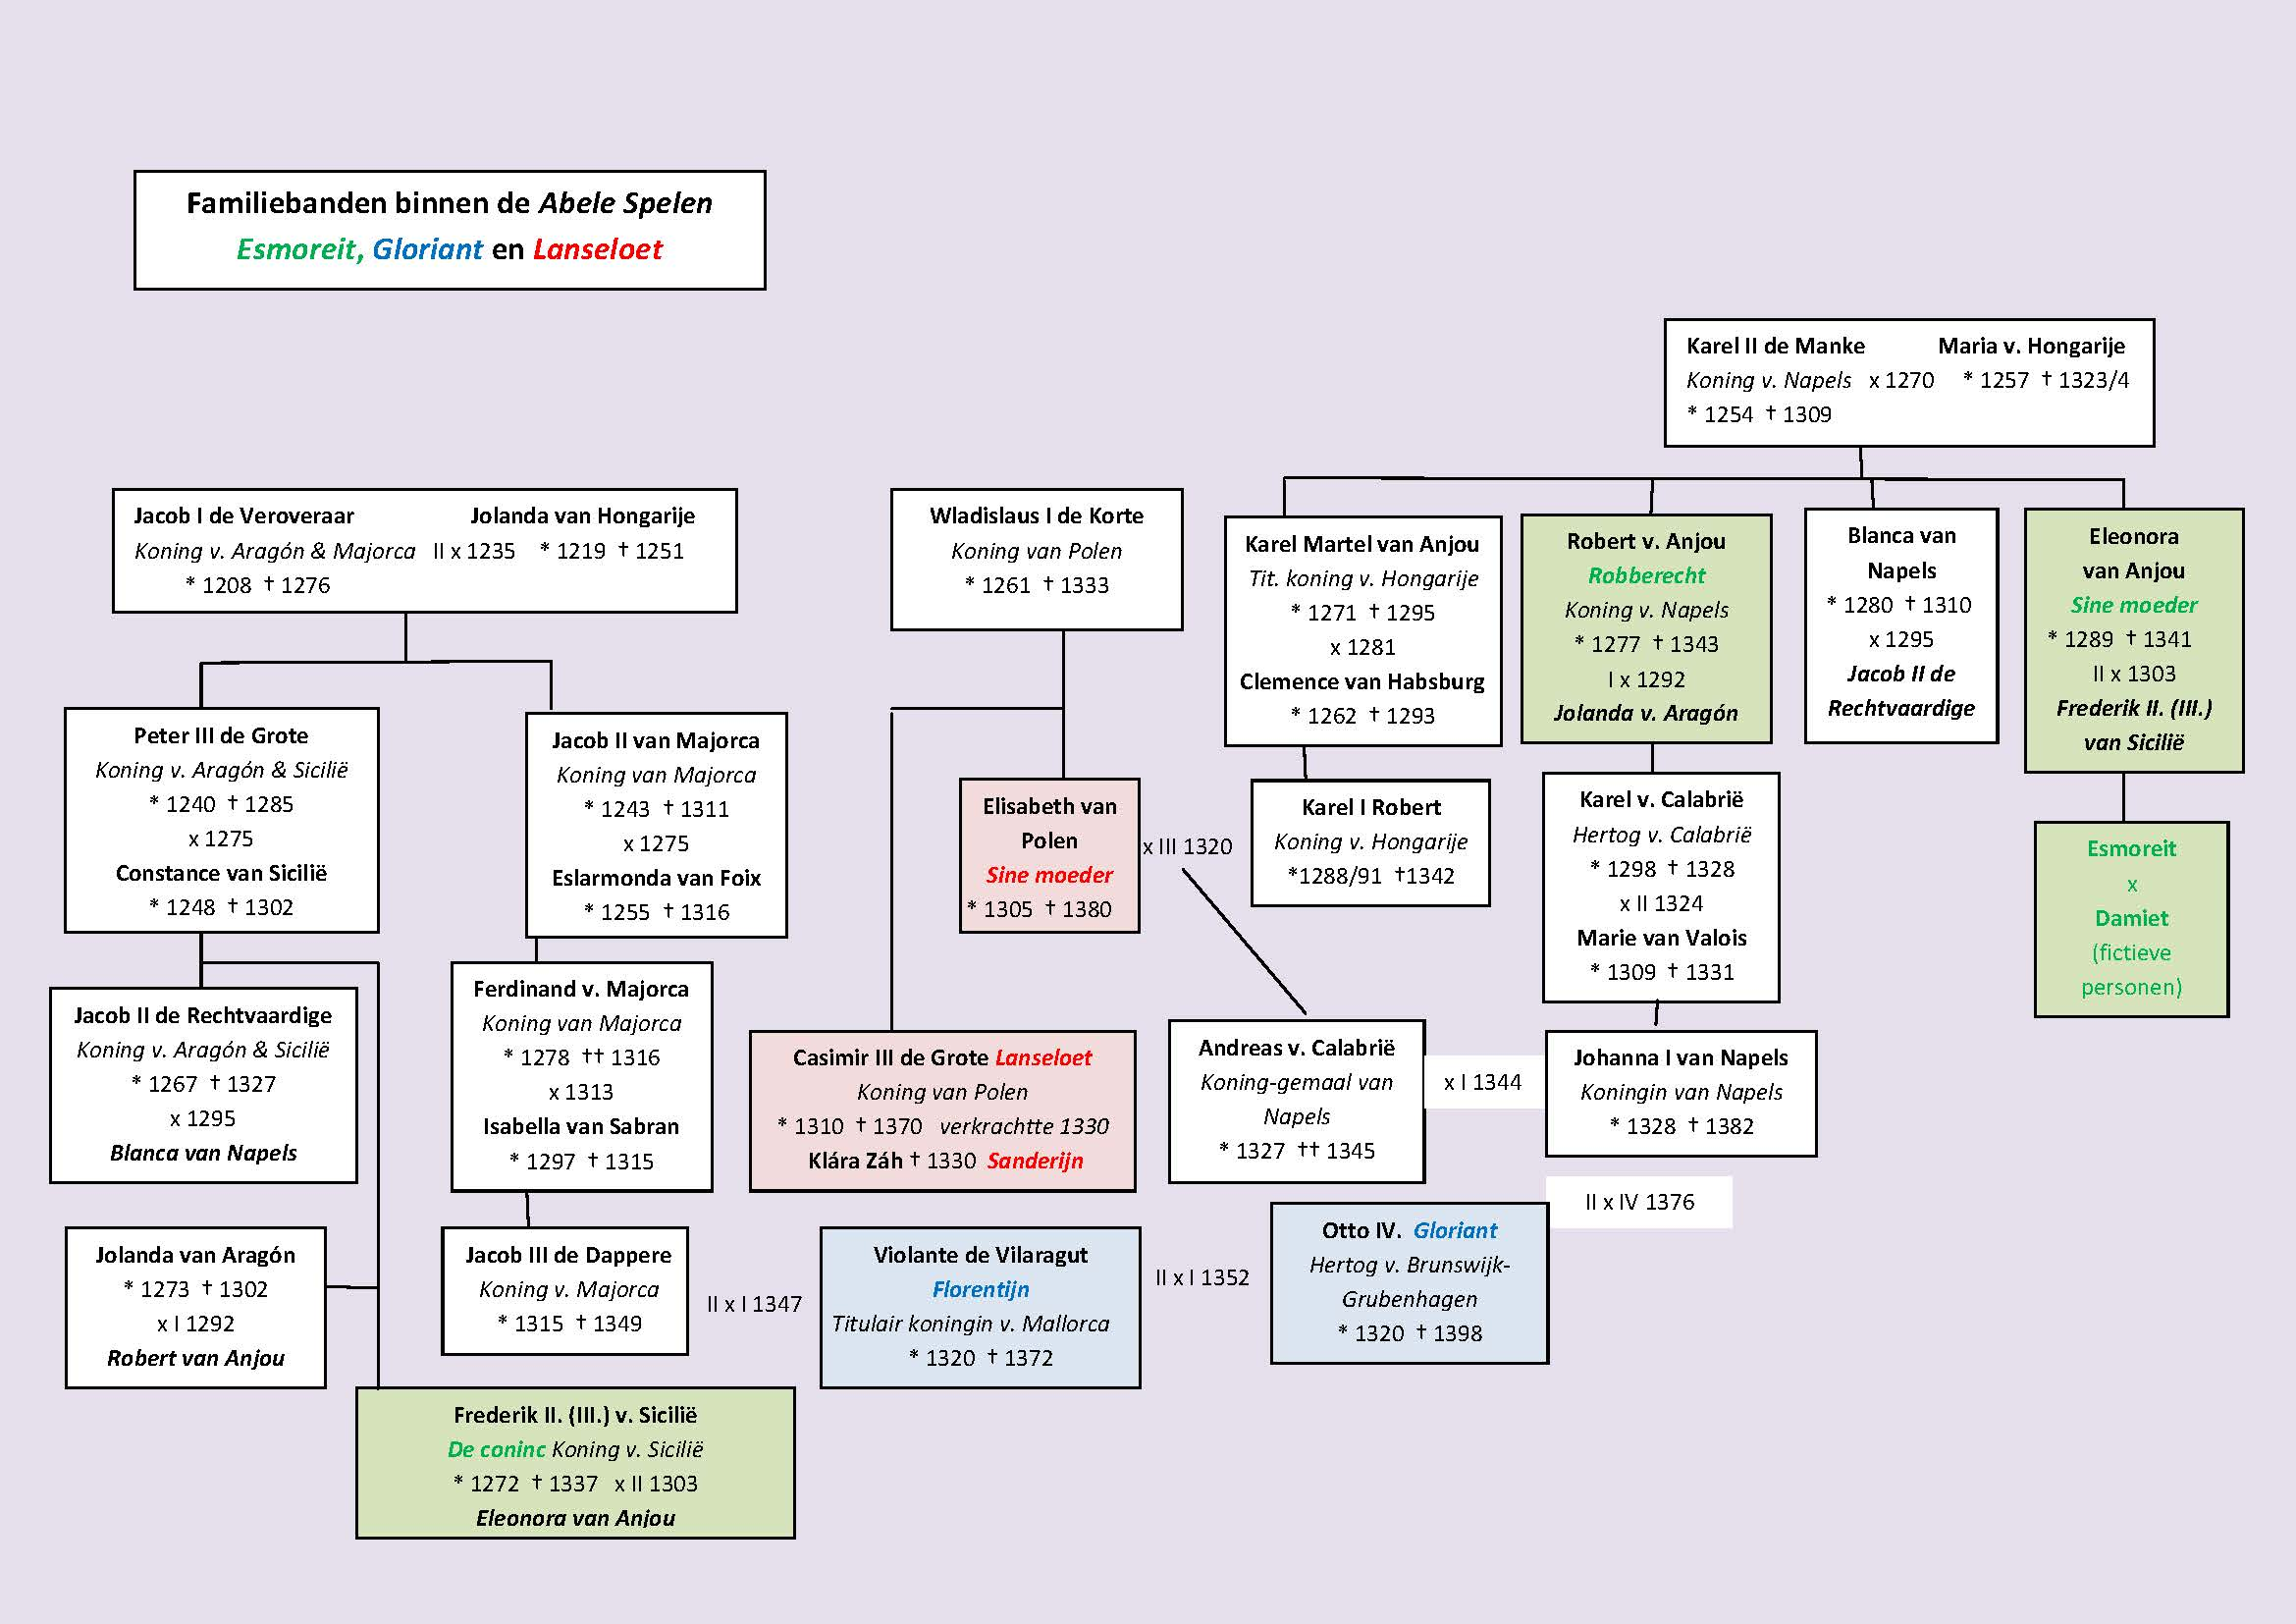 Familiebanden binnen de Abele Spelen
Esmoreit, Gloriant en Lanseloet
Karel II de Manke Maria v. Hongarije
Koning v. Napels x 1270 * 1257 † 1323/4
* 1254 † 1309
Jacob I de Veroveraar Jolanda van Hongarije
Koning v. Aragón & Majorca II x 1235 * 1219 † 1251
* 1208 † 1276
Wladislaus I de Korte
Koning van Polen
* 1261 † 1333
Karel Martel van Anjou
Tit. koning v. Hongarije
* 1271 † 1295
x 1281
Clemence van Habsburg
* 1262 † 1293
Robert v. Anjou
Robberecht
Koning v. Napels
* 1277 † 1343
I x 1292
Jolanda v. Aragón
Blanca van
Napels
* 1280 † 1310
x 1295
Jacob II de
Rechtvaardige
Eleonora
van Anjou
Sine moeder
* 1289 † 1341
II x 1303
Frederik II. (III.)
van Sicilië
Peter III de Grote
Koning v. Aragón & Sicilië
* 1240 † 1285
x 1275
Constance van Sicilië
* 1248 † 1302
Jacob II van Majorca
Koning van Majorca
* 1243 † 1311
x 1275
Eslarmonda van Foix
* 1255 † 1316
Elisabeth van
Polen
Sine moeder
* 1305 † 1380
x III 1320
Karel I Robert
Koning v. Hongarije
*1288/91 †1342
Karel v. Calabrië
Hertog v. Calabrië
* 1298 † 1328
x II 1324
Marie van Valois
* 1309 † 1331
Esmoreit
x
Damiet
(fictieve
personen)
Jacob II de Rechtvaardige
Koning v. Aragón & Sicilië
* 1267 † 1327
x 1295
Blanca van Napels
Ferdinand v. Majorca
Koning van Majorca
* 1278 †† 1316
x 1313
Isabella van Sabran
* 1297 † 1315
Casimir III de Grote Lanseloet
Koning van Polen
* 1310 † 1370 verkrachtte 1330
Klára Záh † 1330 Sanderijn
Andreas v. Calabrië
Koning-gemaal van
Napels
* 1327 †† 1345
x I 1344
Johanna I van Napels
Koningin van Napels
* 1328 † 1382
II x IV 1376
Jolanda van Aragón
* 1273 † 1302
x I 1292
Robert van Anjou
Jacob III de Dappere
Koning v. Majorca
* 1315 † 1349
II x I 1347
Violante de Vilaragut
Florentijn
Titulair koningin v. Mallorca
* 1320 † 1372
II x I 1352
Otto IV. Gloriant
Hertog v. Brunswijk-
Grubenhagen
* 1320 † 1398
Frederik II. (III.) v. Sicilië
De coninc Koning v. Sicilië
* 1272 † 1337 x II 1303
Eleonora van Anjou